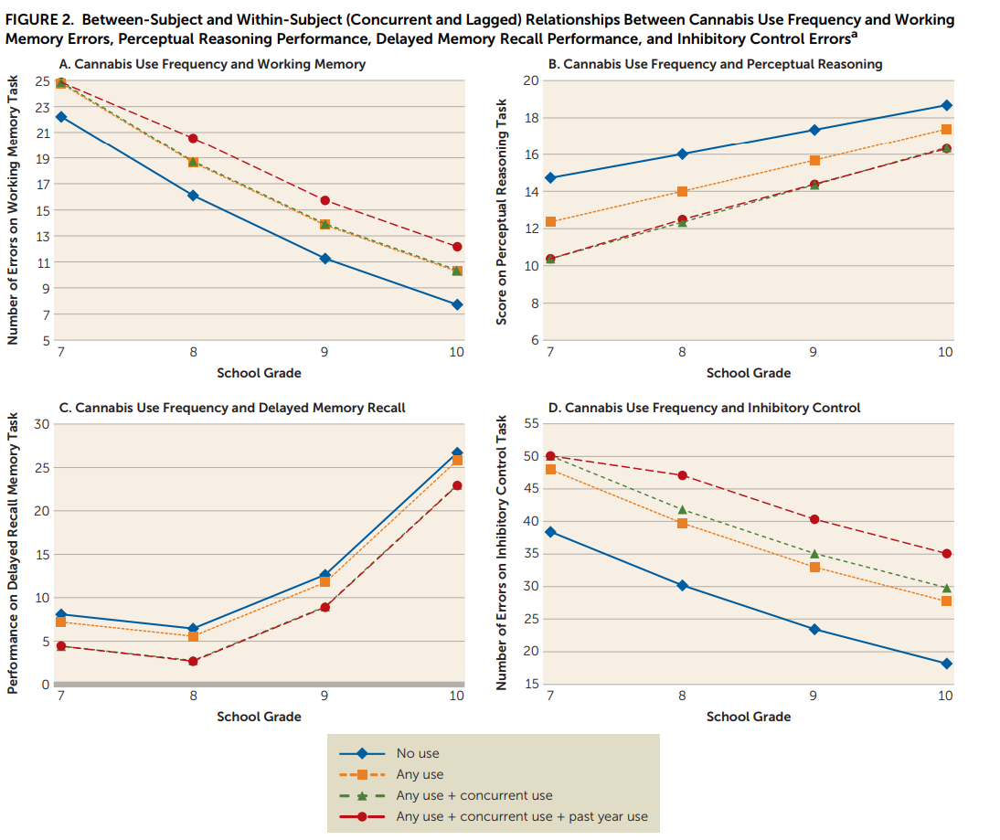 FIGURE 2. Between-Subject and Within-Subject (Concurrent and Lagged) Relationships Between Cannabis Use Frequency and Working
Memory Errors, Perceptual Reasoning Performance, Delayed Memory Recall Performance, and Inhibitory Control Errorsa
A. Cannabis Use Frequency and Working Memory
Number of Errors on Working Memory Task
25
23
21
19
17
15
13
11
9
7
5
7 8 9 10
School Grade
B. Cannabis Use Frequency and Perceptual Reasoning
Score on Perceptual Reasoning Task
20
18
16
14
12
10
8
6
7 8 9 10
School Grade
C. Cannabis Use Frequency and Delayed Memory Recall
Performance on Delayed Recall Memory Task
30
25
20
15
10
5
0
7 8 9 10
School Grade
D. Cannabis Use Frequency and Inhibitory Control
Number of Errors on Inhibitory Control Task
55
50
45
40
35
30
25
20
15
7 8 9 10
School Grade
No use
Any use
Any use + concurrent use
Any use + concurrent use + past year use